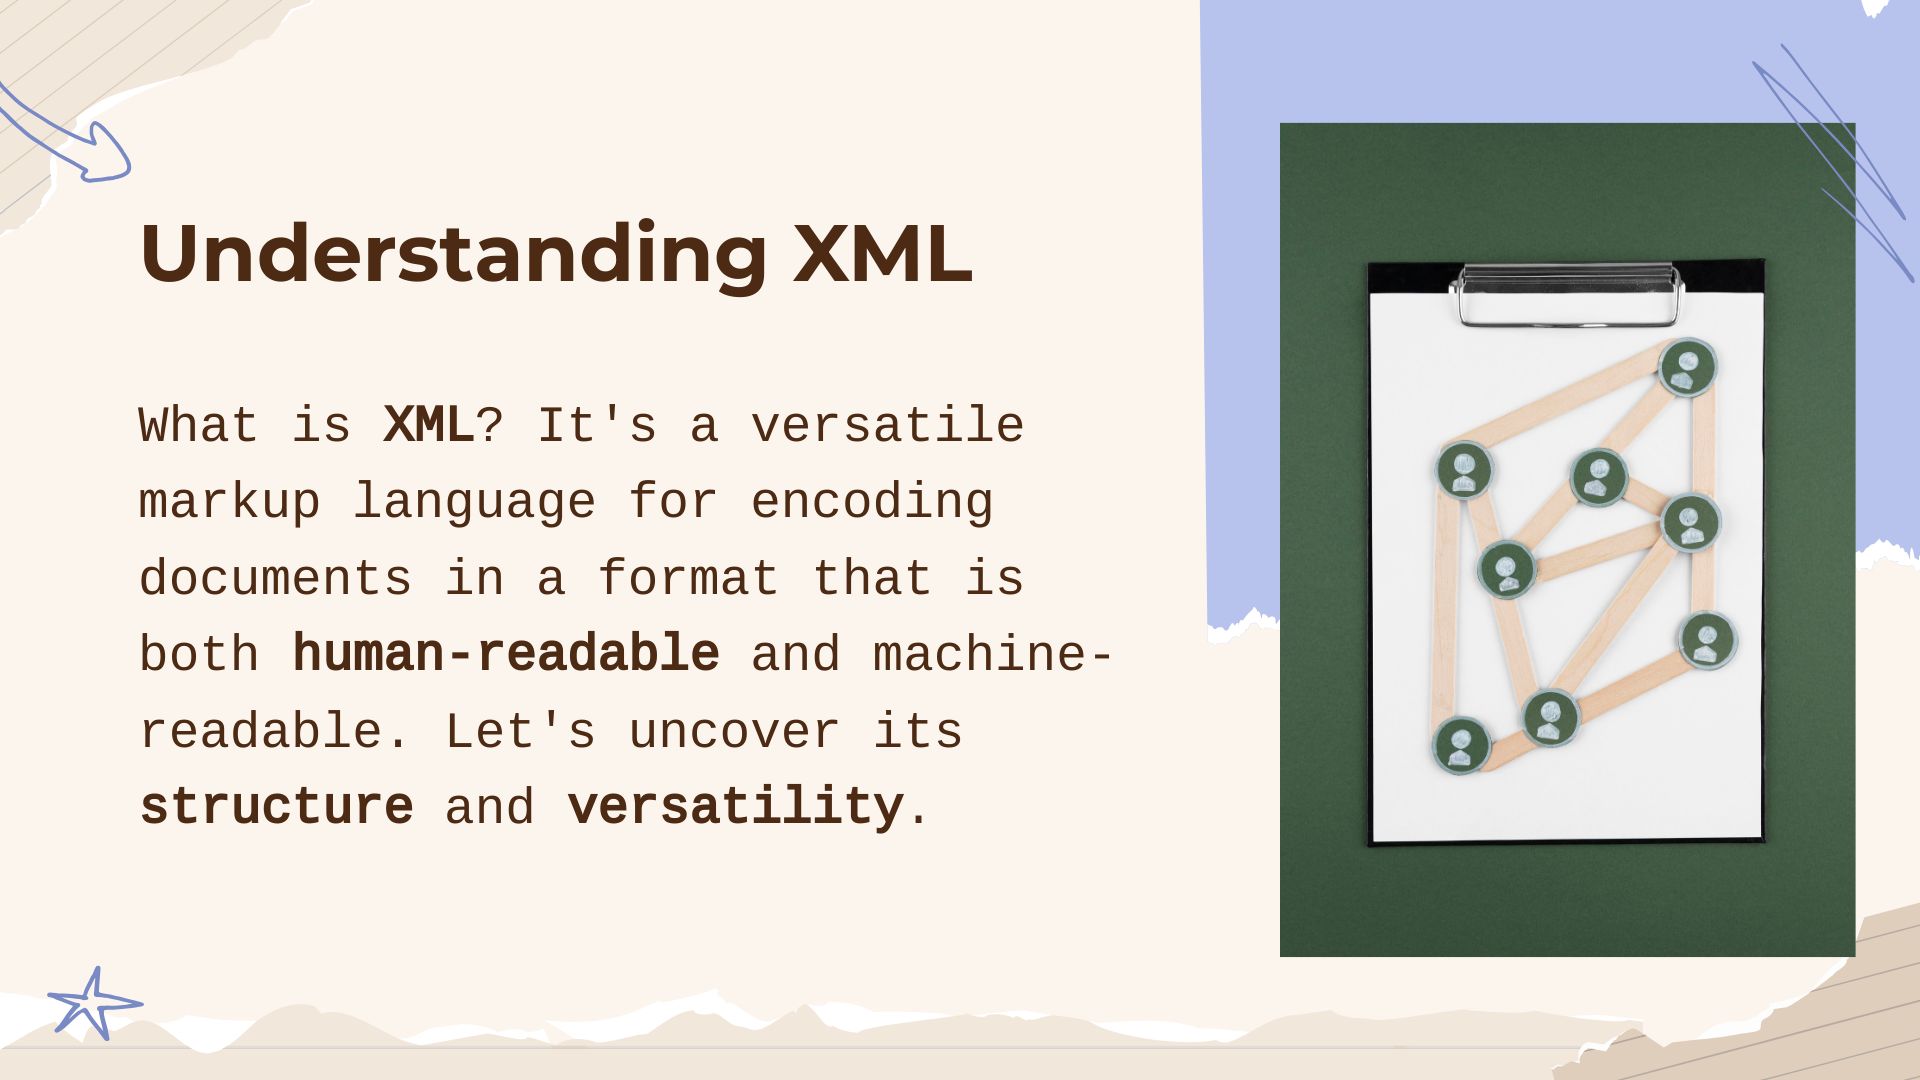 Understanding XML
What is XML? It's a versatile
markup language for encoding
documents in a format that is
both human-readable and machine-
readable. Let's uncover its
structure and versatility.